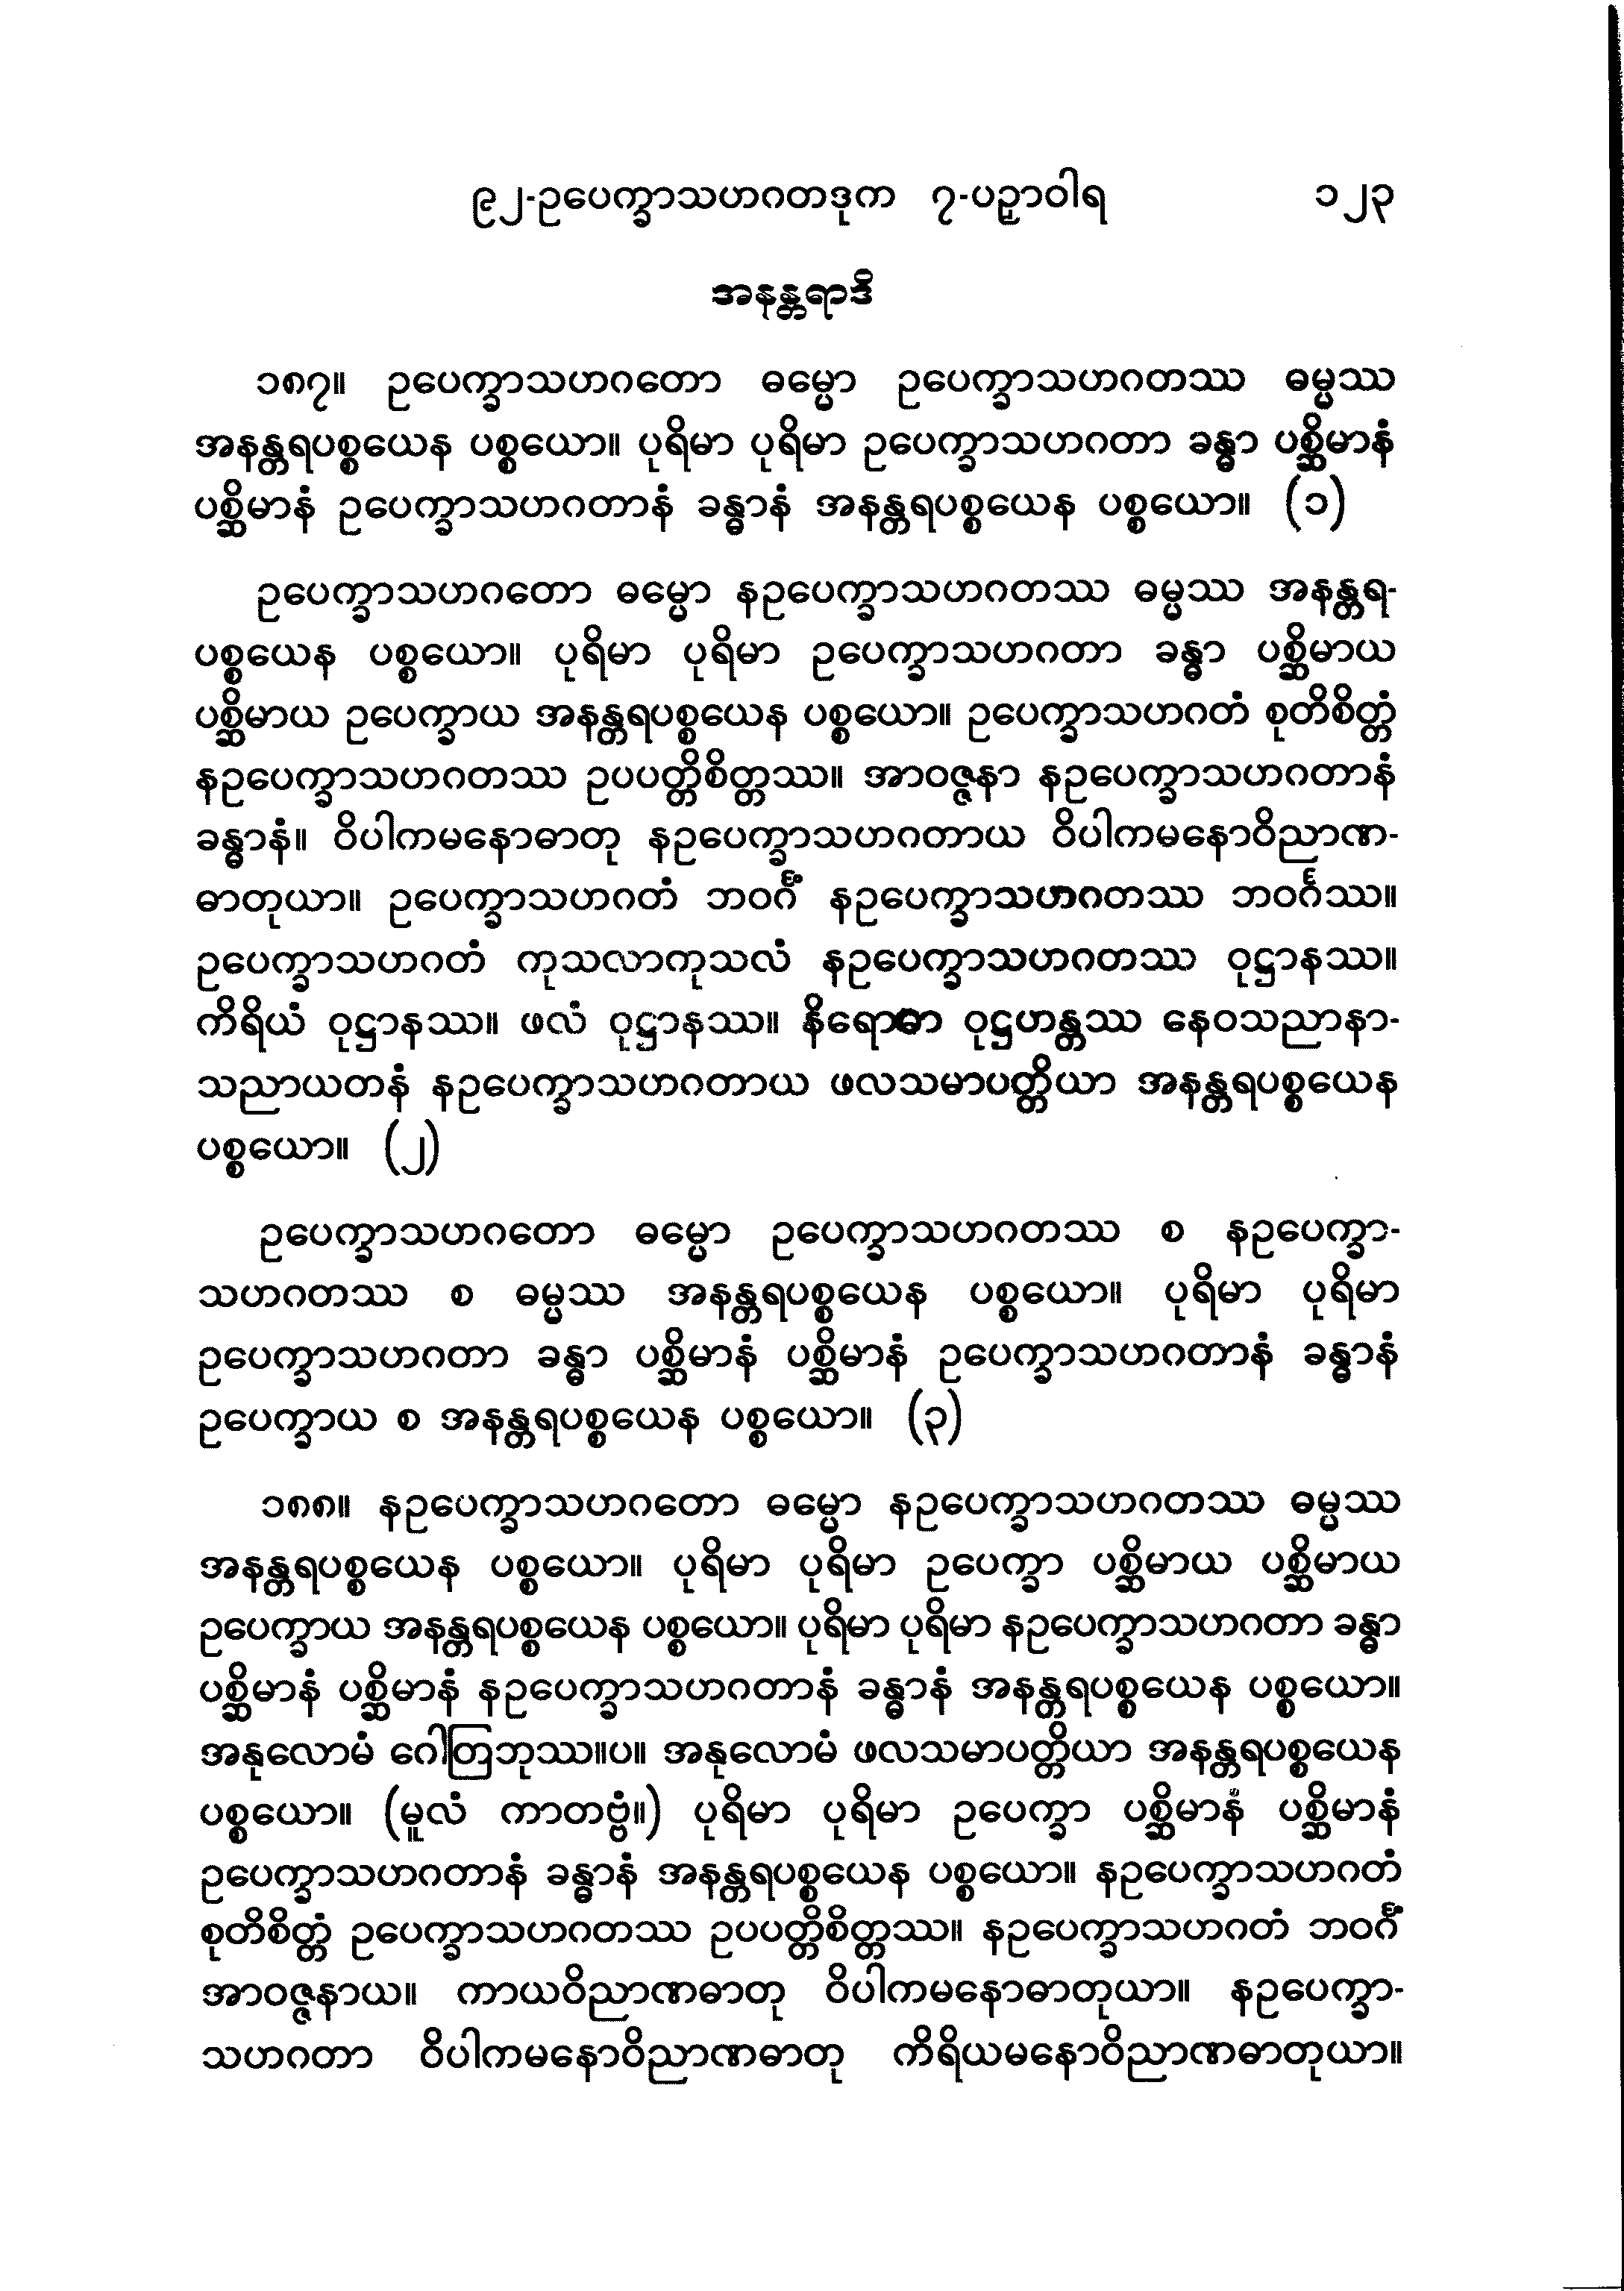 ၉၂-ဥပေက္ခာသဟဂတဒုက ၇-ပဉှာဝါရ ၁၂၃
အနန္တရာဒိ
၁၈၇။ ဥပေက္ခာသဟဂတော ဓမ္မော ဥပေက္ခာသဟဂတဿ ဓမ္မဿ
အနန္တရပစ္စယေန ပစ္စယော။ ပုရိမာ ပုရိမာ ဥပေက္ခာသဟဂတာ ခန္ဓာ ပစ္ဆိမာနံ
ပစ္ဆိမာနံ ဥပေက္ခာသဟဂတာနံ ခန္ဓာနံ အနန္တရပစ္စယေန ပစ္စယော။ (၁)
ဥပေက္ခာသဟဂတော ဓမ္မော နဥပေက္ခာသဟဂတဿ ဓမ္မဿ အနန္တရ-
ပစ္စယေန ပစ္စယော။ ပုရိမာ ပုရိမာ ဥပေက္ခာသဟဂတာ ခန္ဓာ ပစ္ဆိမာယ
ပစ္ဆိမာယ ဥပေက္ခာယ အနန္တရပစ္စယေန ပစ္စယော။ ဥပေက္ခာသဟဂတံ စုတိစိတ္တံ
နဥပေက္ခာသဟဂတဿ ဥပပတ္တိစိတ္တဿ။ အာဝဇ္ဇနာ နဥပေက္ခာသဟဂတာနံ
ခန္ဓာနံ။ ဝိပါကမနောဓာတု နဥပေက္ခာသဟဂတာယ ဝိပါကမနောဝိညာဏ-
ဓာတုယာ။ ဥပေက္ခာသဟဂတံ ဘဝင်္ဂံ နဥပေက္ခာသဟဂတဿ ဘဝင်္ဂဿ။
ဥပေက္ခာသဟဂတံ ကုသလာကုသလံ နဥပေက္ခာသဟဂတဿ ဝုဋ္ဌာနဿ။
ကိရိယံ ဝုဋ္ဌာနဿ။ ဖလံ ဝုဋ္ဌာနဿ။ နိရောဓာ ဝုဋ္ဌဟန္တဿ နေဝသညာနာ-
သညာယတနံ နဥပေက္ခာသဟဂတာယ ဖလသမာပတ္တိယာ အနန္တရပစ္စယေန
ပစ္စယော။ (၂)
ဥပေက္ခာသဟဂတော ဓမ္မော ဥပေက္ခာသဟဂတဿ စ နဥပေက္ခာ-
သဟဂတဿ စ ဓမ္မဿ အနန္တရပစ္စယေန ပစ္စယော။ ပုရိမာ ပုရိမာ
ဥပေက္ခာသဟဂတာ ခန္ဓာ ပစ္ဆိမာနံ ပစ္ဆိမာနံ ဥပေက္ခာသဟဂတာနံ ခန္ဓာနံ
ဥပေက္ခာယ စ အနန္တရပစ္စယေန ပစ္စယော။ (၃)
၁၈၈။ နဥပေက္ခာသဟဂတော ဓမ္မော နဥပေက္ခာသဟဂတဿ ဓမ္မဿ
အနန္တရပစ္စယေန ပစ္စယော။ ပုရိမာ ပုရိမာ ဥပေက္ခာ ပစ္ဆိမာယ ပစ္ဆိမာယ
ဥပေက္ခာယ အနန္တရပစ္စယေန ပစ္စယော။ ပုရိမာ ပုရိမာ နဥပေက္ခာသဟဂတာ ခန္ဓာ
ပစ္ဆိမာနံ ပစ္ဆိမာနံ နဥပေက္ခာသဟဂတာနံ ခန္ဓာနံ အနန္တရပစ္စယေန ပစ္စယော။
အနုလောမံ ဂေါတြဘုဿ။ပ။ အနုလောမံ ဖလသမာပတ္တိယာ အနန္တရပစ္စယေန
ပစ္စယော။ (မူလံ ကာတဗ္ဗံ။) ပုရိမာ ပုရိမာ ဥပေက္ခာ ပစ္ဆိမာနံ ပစ္ဆိမာနံ
ဥပေက္ခာသဟဂတာနံ ခန္ဓာနံ အနန္တရပစ္စယေန ပစ္စယော။ နဥပေက္ခာသဟဂတံ
စုတိစိတ္တံ ဥပေက္ခာသဟဂတဿ ဥပပတ္တိစိတ္တဿ။ နဥပေက္ခာသဟဂတံ ဘဝင်္ဂံ
အာဝဇ္ဇနာယ။ ကာယဝိညာဏဓာတု ဝိပါကမနောဓာတုယာ။ နဥပေက္ခာ-
သဟဂတာ ဝိပါကမနောဝိညာဏဓာတု ကိရိယမနောဝိညာဏဓာတုယာ။